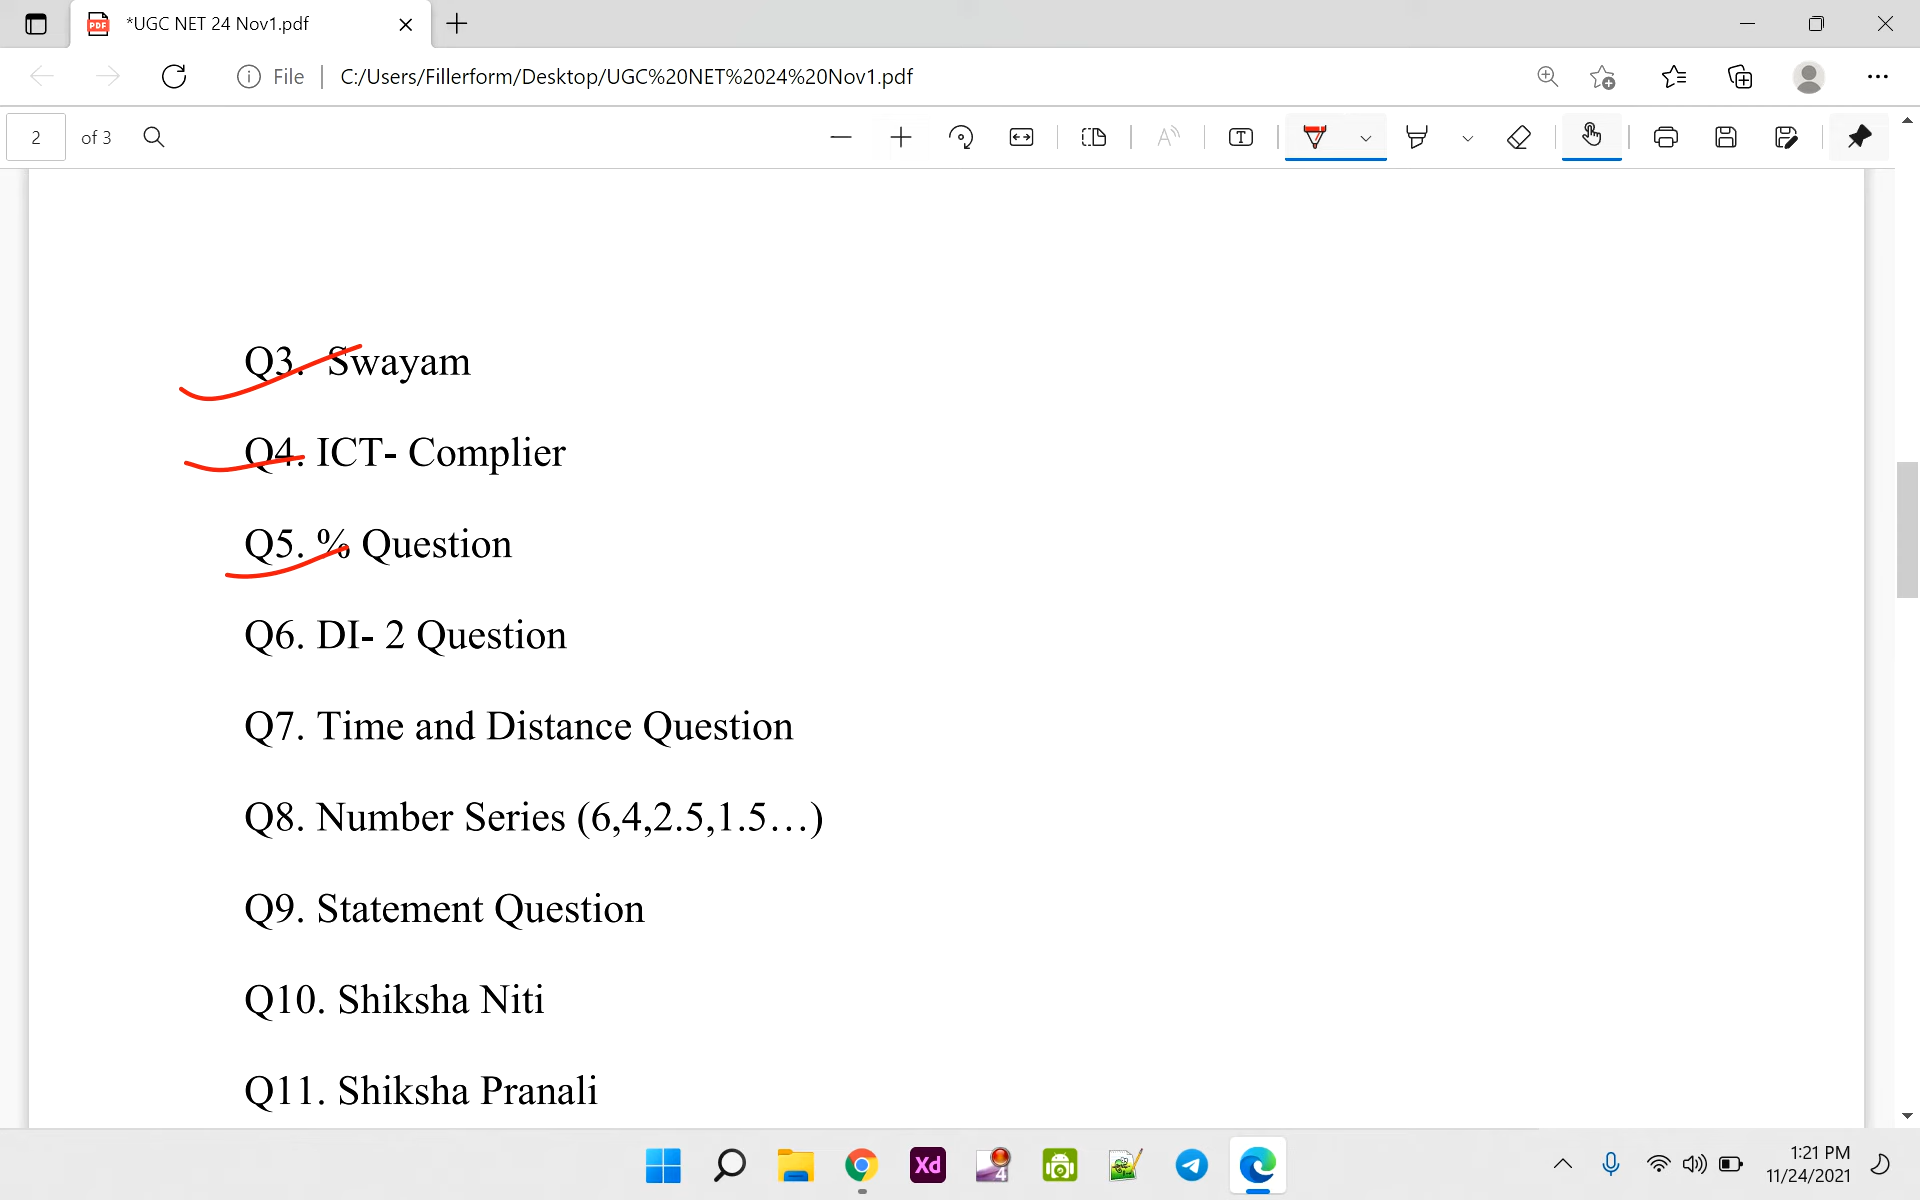 *UGC NET 24 Nov1.pdf
File
C:/Users/Fillerform/Desktop/UGC%20NET%2024%20Nov1.pdf
2 of 3
Q3. Swayam
Q4. ICT- Complier
Q5. % Question
Q6. DI- 2 Question
Q7. Time and Distance Question
Q8. Number Series (6,4,2.5,1.5...)
Q9. Statement Question
Q10. Shiksha Niti
Q11. Shiksha Pranali
Xd
4
1:21 PM
11/24/2021